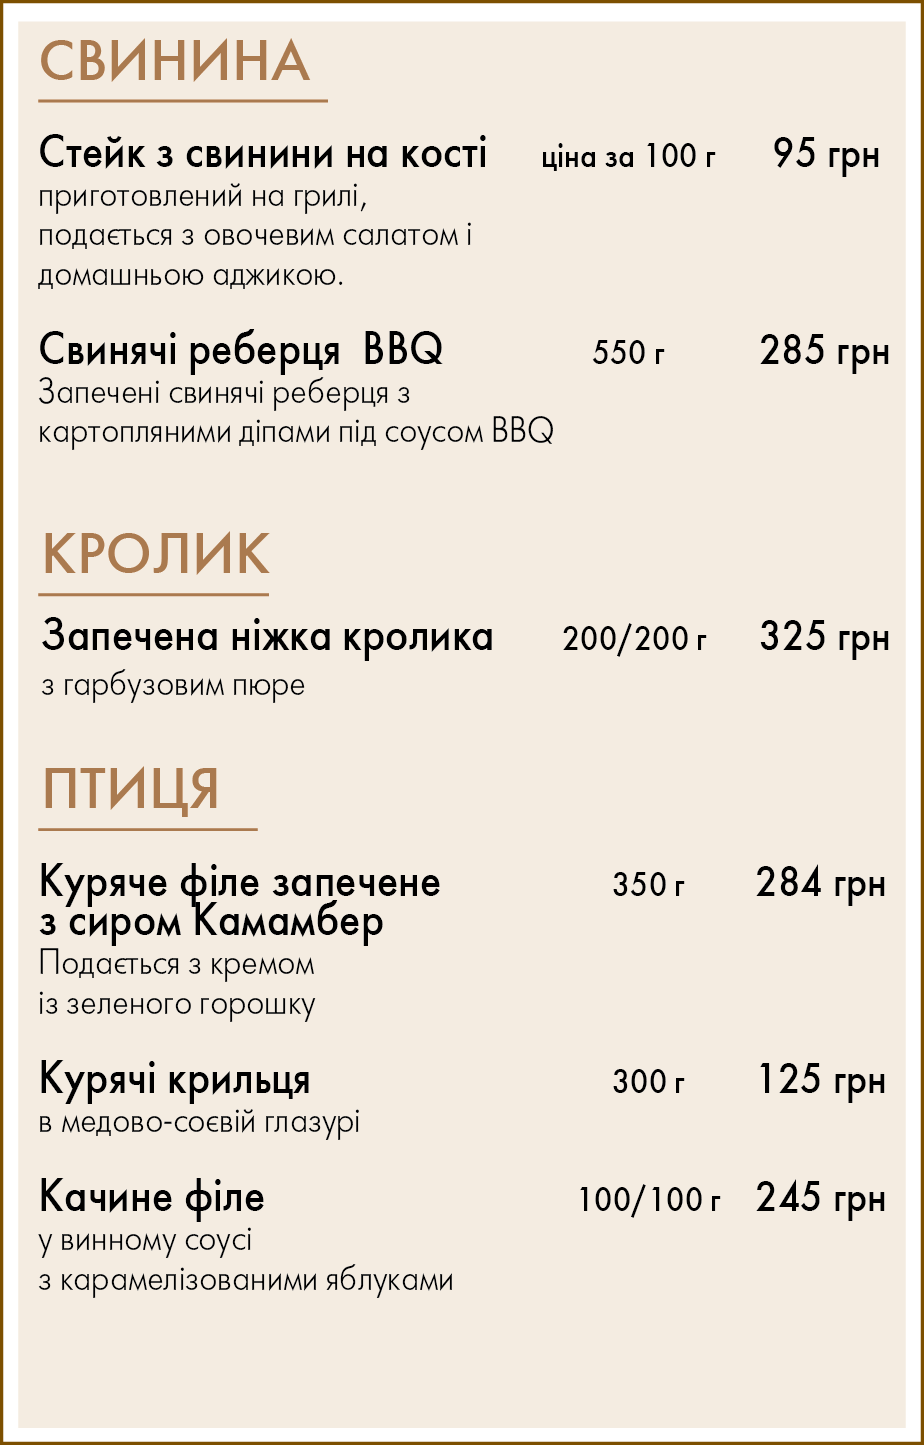 СВИНИНА
Стейк з свинини на кості ціна за 100 г 95 грн
приготовлений на грилі,
подається з овочевим салатом і
домашньою аджикою.
Свинячі реберця BBQ 550 г 285 грн
Запечені свинячі реберця з
картопляними діпами під соусом BBQ
КРОЛИК
Запечена ніжка кролика 200/200 г 325 грн
з гарбузовим пюре
ПТИЦЯ
Куряче філе запечене 350 г 284 грн
з сиром Камамбер
Подається з кремом
із зеленого горошку
Курячі крильця 300 г 125 грн
в медово-соєвій глазурі
Качине філе 100/100 г 245 грн
у винному соусі
з карамелізованими яблуками